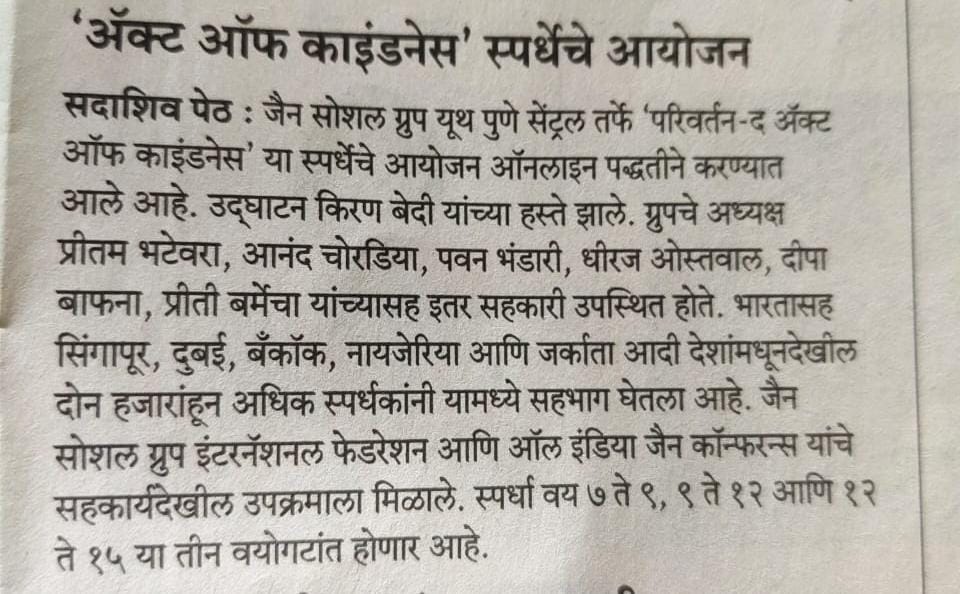 ‘ॲक्ट ऑफ काइंडनेस’ स्पर्धेचे आयोजन
सदाशिव पेठ : जैन सोशल ग्रुप यूथ पुणे सेंट्रल तर्फे ‘परिवर्तन-द ॲक्ट
ऑफ काइंडनेस’ या स्पर्धेचे आयोजन ऑनलाइन पद्धतीने करण्यात
आले आहे. उद्‌घाटन किरण बेदी यांच्या हस्ते झाले. ग्रुपचे अध्यक्ष
प्रीतम भटेवरा, आनंद चोरडिया, पवन भंडारी, धीरज ओस्तवाल, दीपा
बाफना, प्रीती बर्मेचा यांच्यासह इतर सहकारी उपस्थित होते. भारतासह
सिंगापूर, दुबई, बँकॉक, नायजेरिया आणि जर्काता आदी देशांमधूनदेखील
दोन हजारांहून अधिक स्पर्धकांनी यामध्ये सहभाग घेतला आहे. जैन
सोशल ग्रुप इंटरनॅशनल फेडरेशन आणि ऑल इंडिया जैन कॉन्फरन्स यांचे
सहकार्यदेखील उपक्रमाला मिळाले. स्पर्धा वय ७ ते ९, ९ ते १२ आणि १२
ते १५ या तीन वयोगटांत होणार आहे.